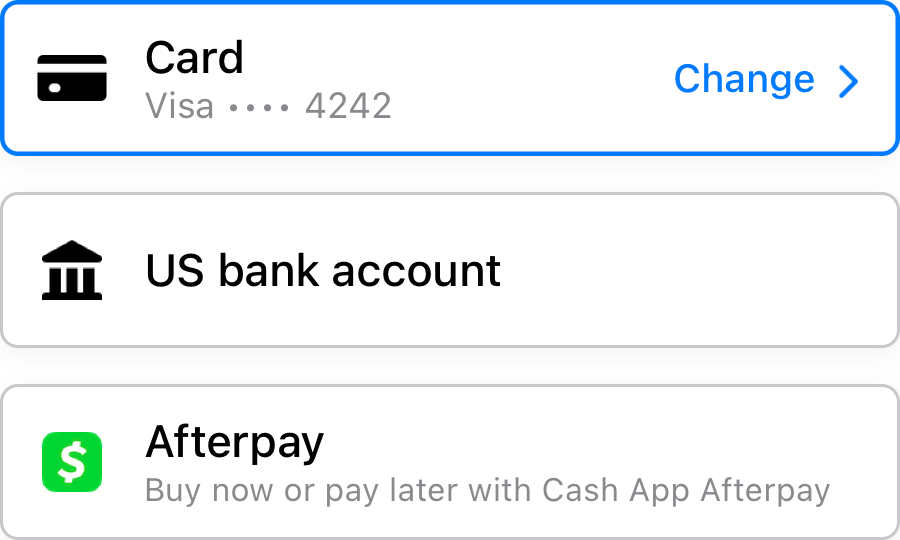 Card
Visa •••• 4242
Change
US bank account
$
Afterpay
Buy now or pay later with Cash App Afterpay